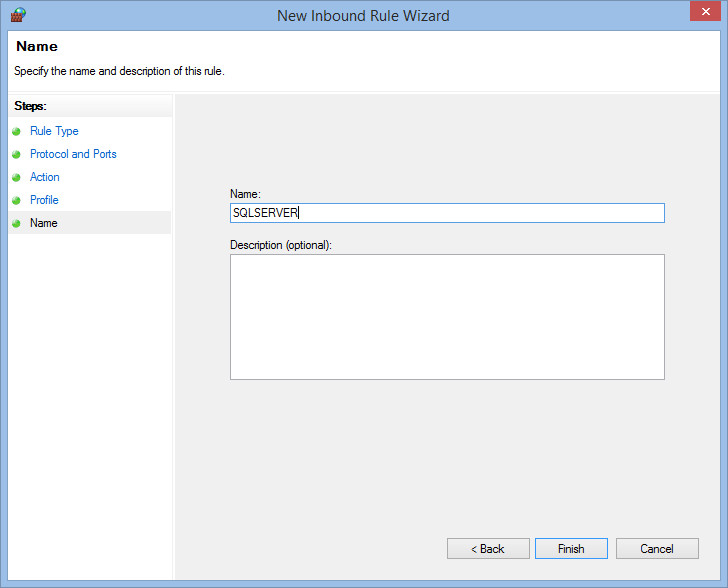 New Inbound Rule Wizard
Name
Specify the name and description of this rule.
Steps:
Rule Type
Protocol and Ports
Action
Profile
Name
Name:
SQLSERVER
Description (optional):
< Back
Finish
Cancel